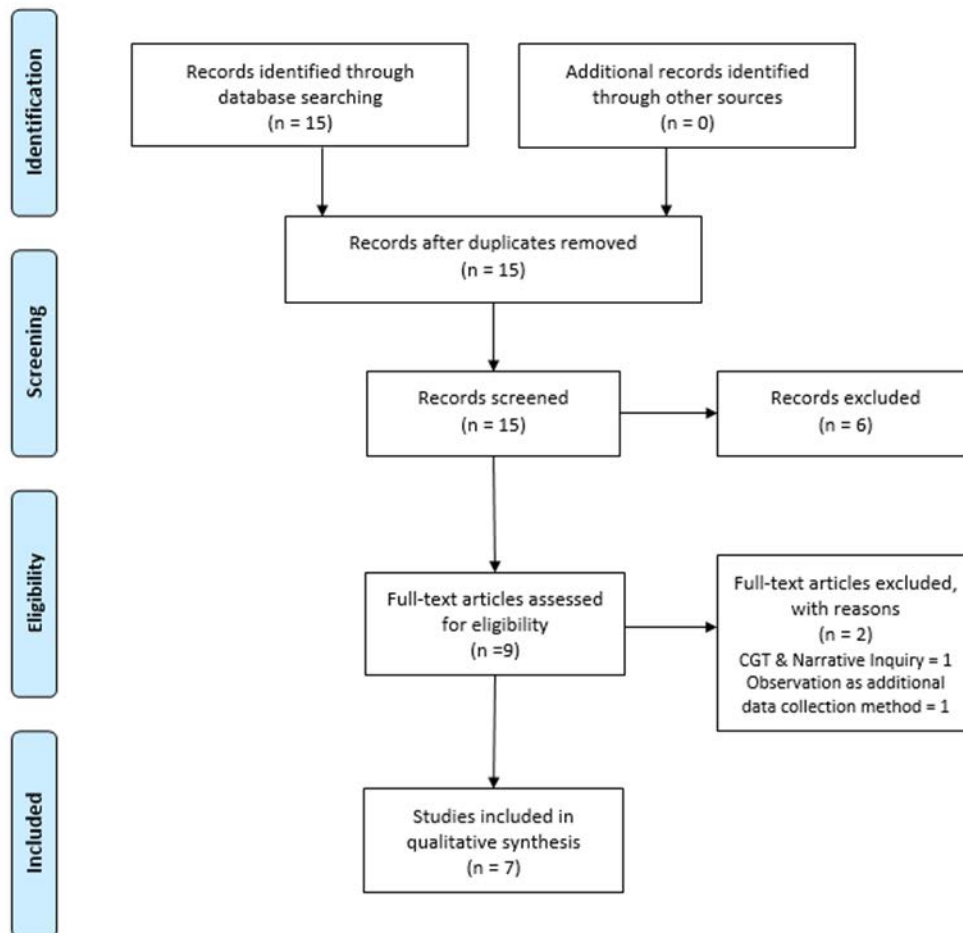 Identification
Records identified through
database searching
(n = 15)
Additional records identified
through other sources
(n = 0)
Records after duplicates removed
(n = 15)
Screening
Records screened
(n = 15)
Records excluded
(n = 6)
Eligibility
Full-text articles assessed
for eligibility
(n =9)
Full-text articles excluded,
with reasons
(n = 2)
CGT & Narrative Inquiry = 1
Observation as additional
data collection method = 1
Included
Studies included in
qualitative synthesis
(n = 7)